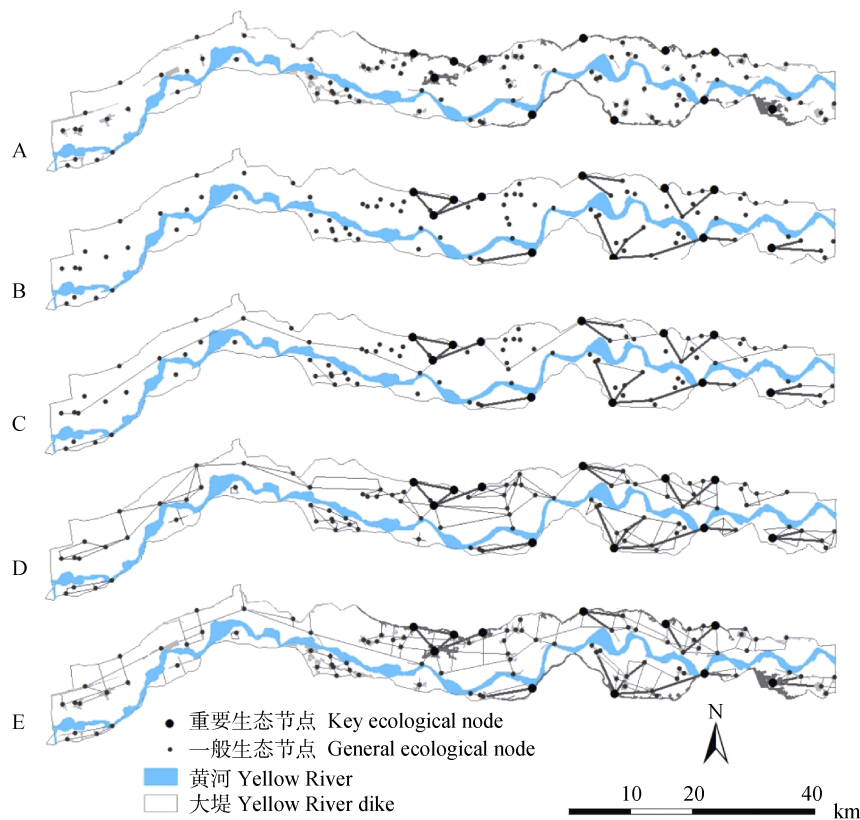 A
B
C
D
E
重要生态节点 Key ecological node
一般生态节点 General ecological node
黄河 Yellow River
大堤 Yellow River dike
N
10 20 40
km